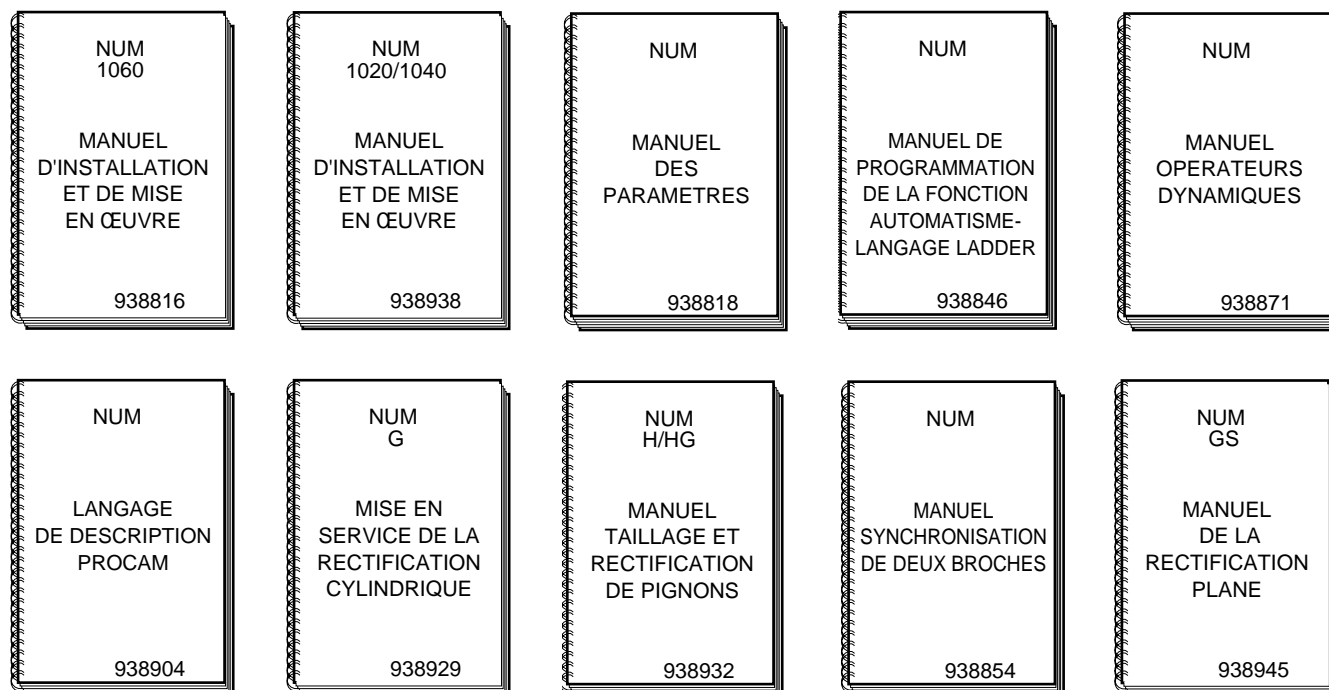 NUM
1060
MANUEL
D'INSTALLATION
ET DE MISE
EN ŒUVRE
938816
NUM
1020/1040
MANUEL
D'INSTALLATION
ET DE MISE
EN ŒUVRE
938938
NUM
MANUEL
DES
PARAMETRES
938818
NUM
MANUEL DE
PROGRAMMATION
DE LA FONCTION
AUTOMATISME-
LANGAGE LADDER
938846
NUM
MANUEL
OPERATEURS
DYNAMIQUES
938871
NUM
LANGAGE
DE DESCRIPTION
PROCAM
938904
NUM
G
MISE EN
SERVICE DE LA
RECTIFICATION
CYLINDRIQUE
938929
NUM
H/HG
MANUEL
TAILLAGE ET
RECTIFICATION
DE PIGNONS
938932
NUM
MANUEL
SYNCHRONISATION
DE DEUX BROCHES
938854
NUM
GS
MANUEL
DE LA
RECTIFICATION
PLANE
938945